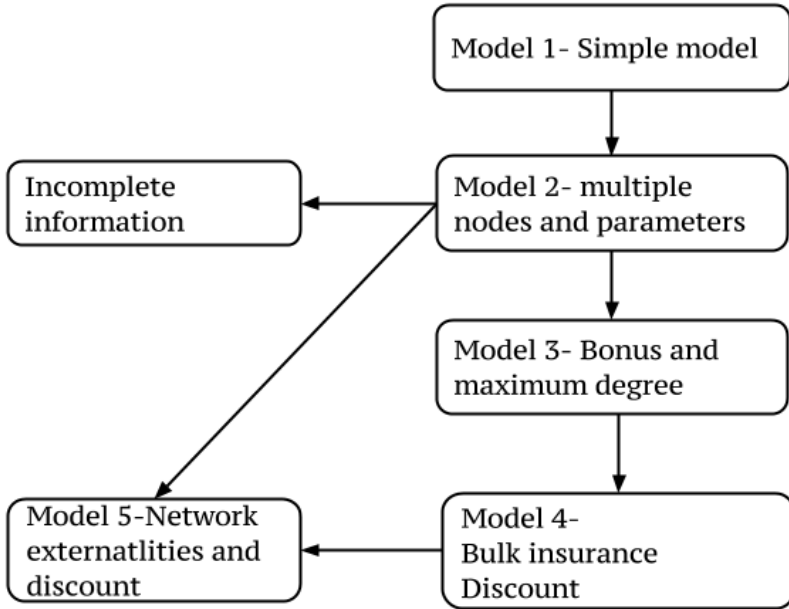 Model 1- Simple model
Incomplete
information
Model 2- multiple
nodes and parameters
Model 3- Bonus and
maximum degree
Model 5-Network
externatlities and
discount
Model 4-
Bulk insurance
Discount